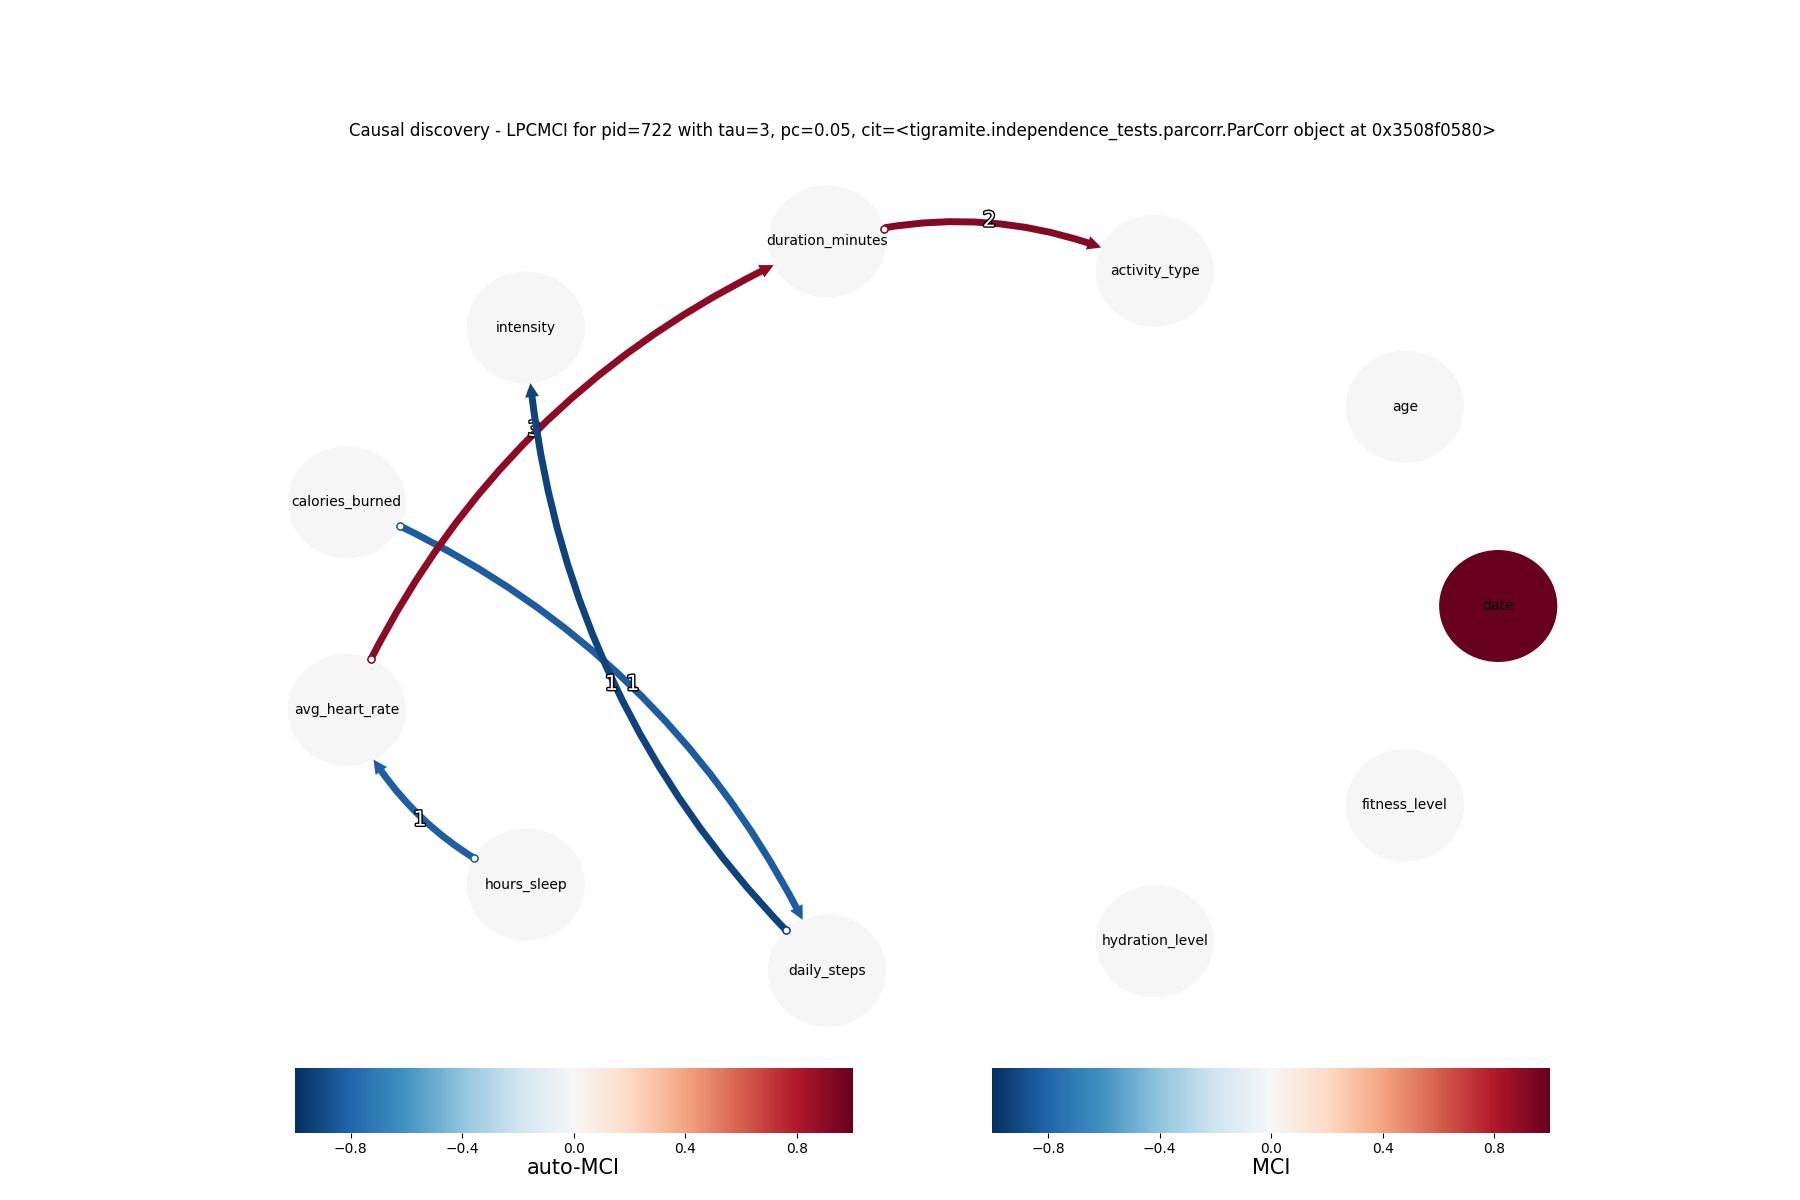 Causal discovery - LPCMCI for pid=722 with tau=3, pc=0.05, cit=<tigramite.independence_tests.parcorr.ParCorr object at 0x3508f0580>
duration_minutes
2
activity_type
intensity
age
calories_burned
date
1 1
avg_heart_rate
1
fitness_level
hours_sleep
hydration_level
daily_steps
−0.8 −0.4 0.0 0.4 0.8
auto-MCI
−0.8 −0.4 0.0 0.4 0.8
MCI